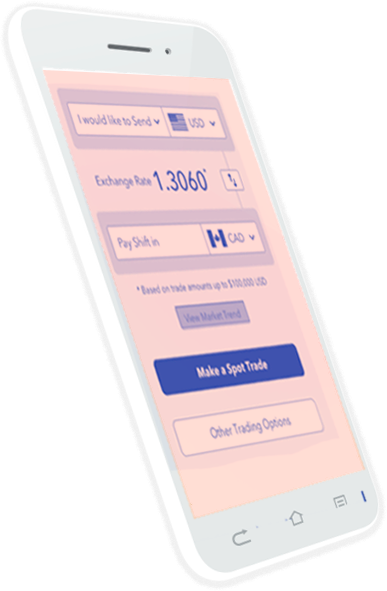 I would like to Send USD
Exchange Rate 1.3060*
Pay Shift in CAD
* Based on trade amounts up to $100,000 USD
View Market Trend
Make a Spot Trade
Other Trading Options